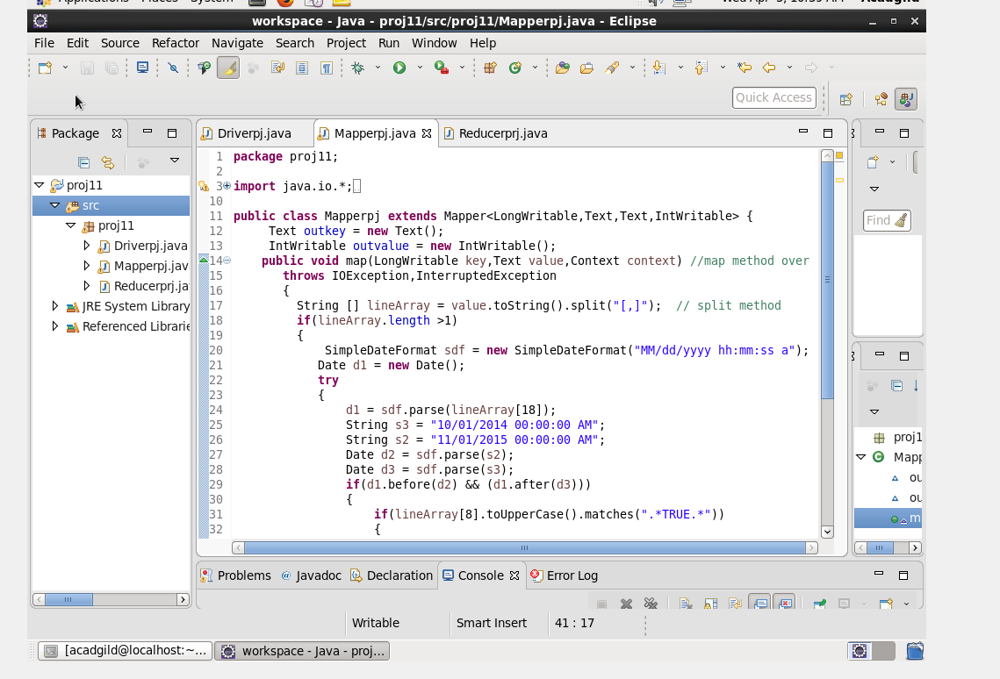 Applications Places System Wed Apr 5, 10:59 AM Acadgild
workspace - Java - proj11/src/proj11/Mapperpj.java - Eclipse
File Edit Source Refactor Navigate Search Project Run Window Help
Quick Access
Package
Driverpj.java Mapperpj.java Reducerprj.java
proj11
src
proj11
Driverpj.java
Mapperpj.jav
Reducerprj.ja
JRE System Library
Referenced Librarie
1 package proj11;
2
3 import java.io.*;
10
11 public class Mapperpj extends Mapper<LongWritable,Text,Text,IntWritable> {
12 Text outkey = new Text();
13 IntWritable outvalue = new IntWritable();
14 public void map(LongWritable key,Text value,Context context) //map method over
15 throws IOException,InterruptedException
16 {
17 String [] lineArray = value.toString().split("[,]"); // split method
18 if(lineArray.length >1)
19 {
20 SimpleDateFormat sdf = new SimpleDateFormat("MM/dd/yyyy hh:mm:ss a");
21 Date d1 = new Date();
22 try
23 {
24 d1 = sdf.parse(lineArray[18]);
25 String s3 = "10/01/2014 00:00:00 AM";
26 String s2 = "11/01/2015 00:00:00 AM";
27 Date d2 = sdf.parse(s2);
28 Date d3 = sdf.parse(s3);
29 if(d1.before(d2) && (d1.after(d3)))
30 {
31 if(lineArray[8].toUpperCase().matches(".*TRUE.*"))
32 {
Find
proj1
Mapp
ou
ou
m
Problems @ Javadoc Declaration Console Error Log
Writable Smart Insert 41 : 17
[acadgild@localhost:~... workspace - Java - proj...